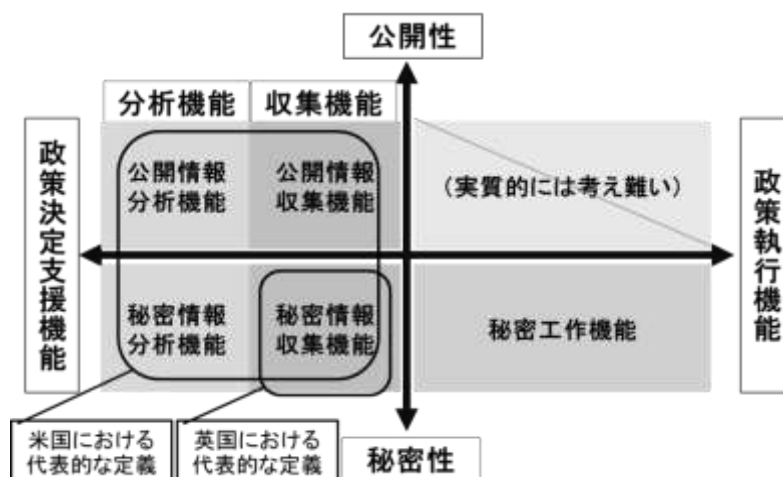 公開性
分析機能
収集機能
政策決定支援機能
公開情報
分析機能
公開情報
収集機能
(実質的には考え難い)
政策執行機能
秘密情報
分析機能
秘密情報
収集機能
秘密工作機能
米国における
代表的な定義
英国における
代表的な定義
秘密性